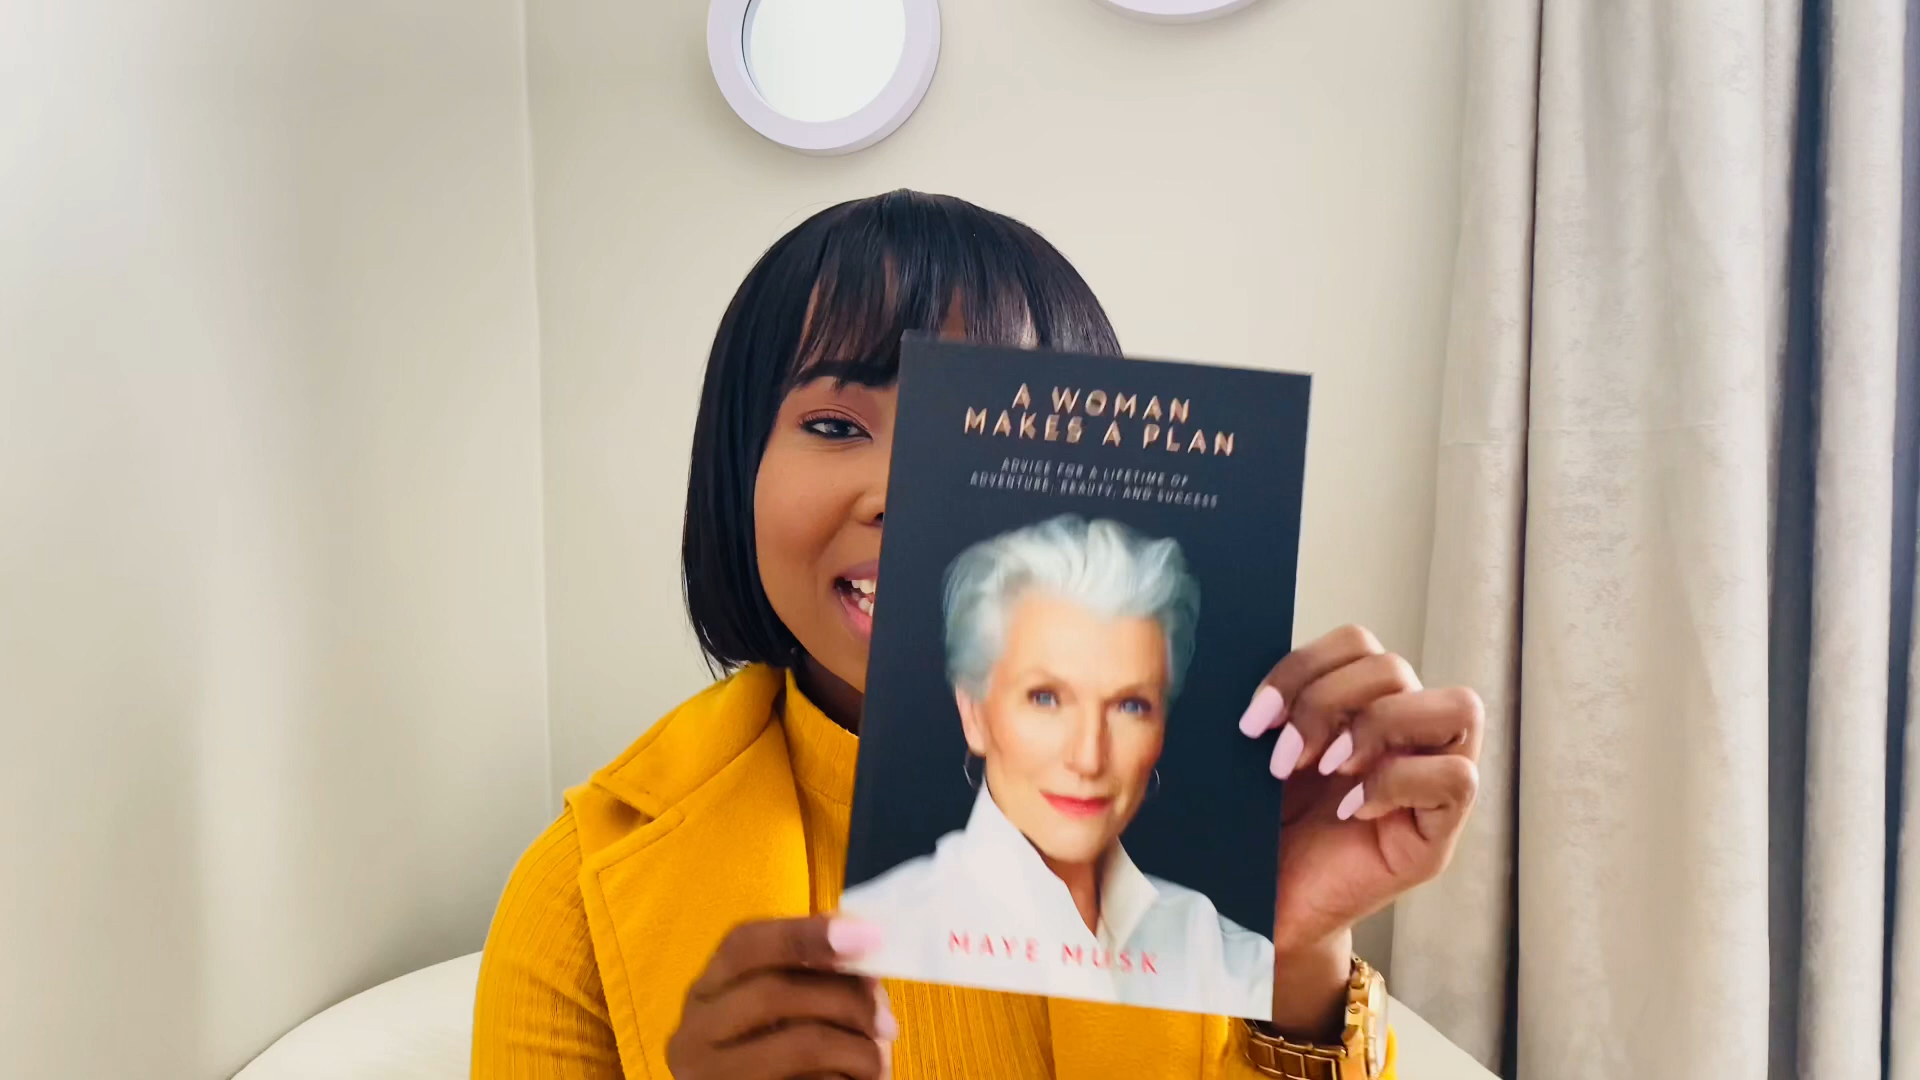 A WOMAN
MAKES A PLAN
ADVICE FOR A LIFETIME OF
ADVENTURE, BEAUTY, AND SUCCESS
MAYE MUSK